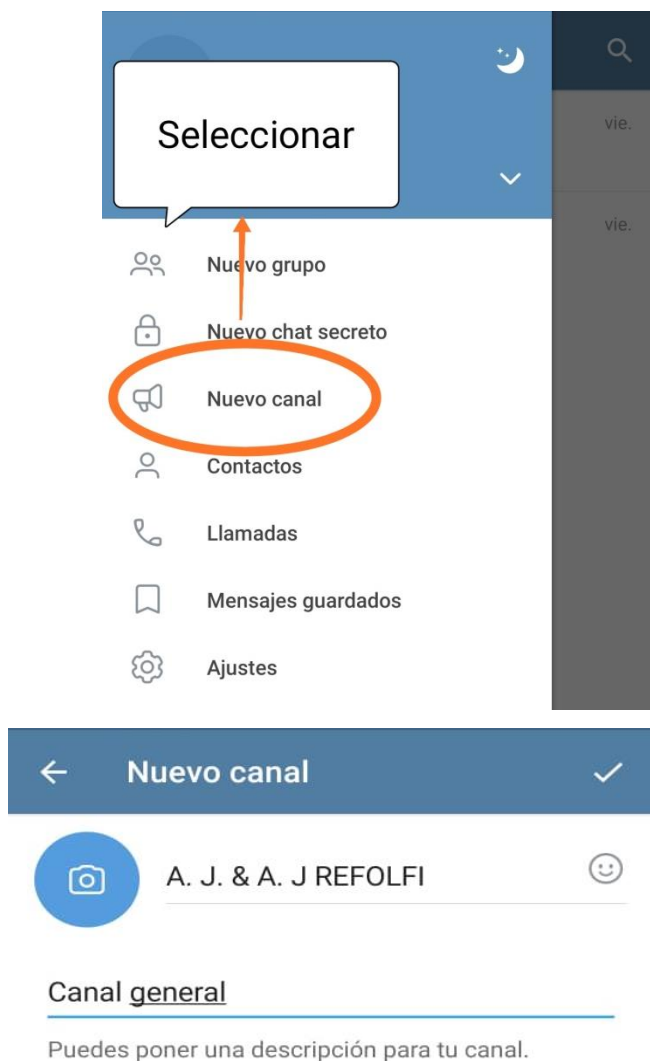 Seleccionar
vie.
vie.
Nuevo grupo
Nuevo chat secreto
Nuevo canal
Contactos
Llamadas
Mensajes guardados
Ajustes
Nuevo canal
A. J. & A. J REFOLFI
Canal general
Puedes poner una descripción para tu canal.